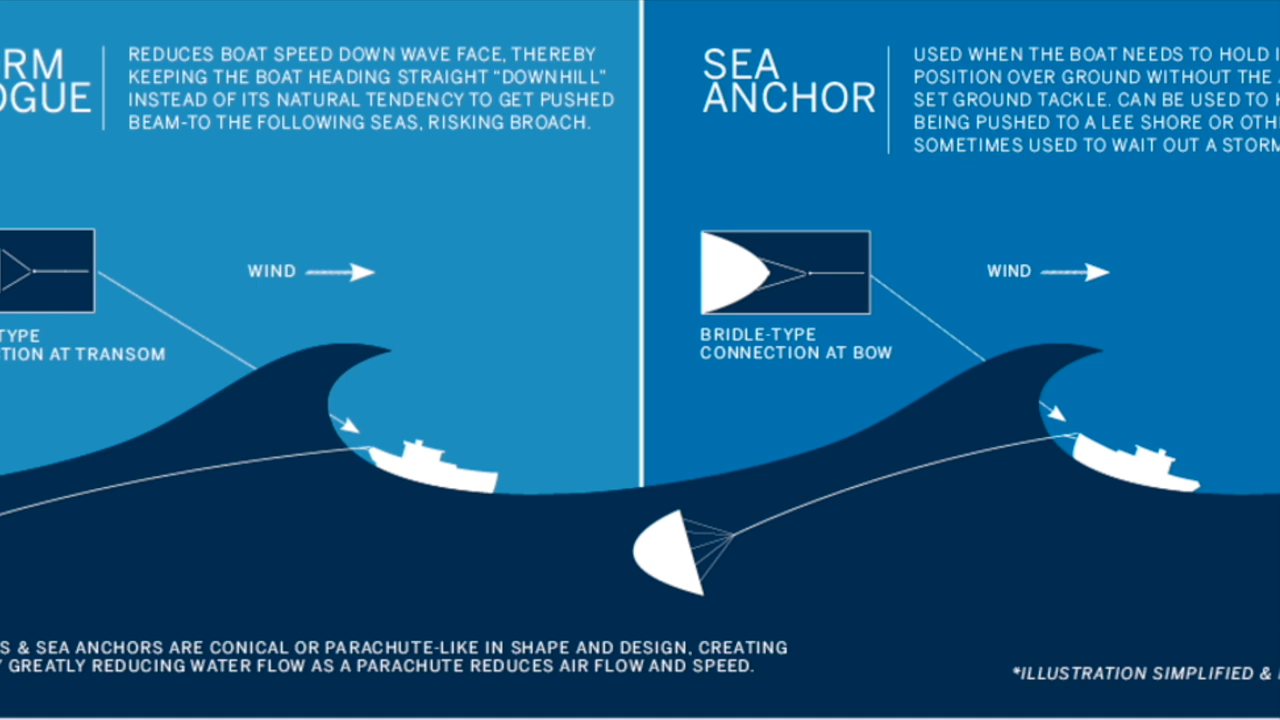 RM
OGUE
REDUCES BOAT SPEED DOWN WAVE FACE, THEREBY
KEEPING THE BOAT HEADING STRAIGHT “DOWNHILL”
INSTEAD OF ITS NATURAL TENDENCY TO GET PUSHED
BEAM-TO THE FOLLOWING SEAS, RISKING BROACH.
WIND
TYPE
TION AT TRANSOM
SEA
ANCHOR
USED WHEN THE BOAT NEEDS TO HOLD
POSITION OVER GROUND WITHOUT THE
SET GROUND TACKLE. CAN BE USED TO
BEING PUSHED TO A LEE SHORE OR OTH
SOMETIMES USED TO WAIT OUT A STORM
WIND
BRIDLE-TYPE
CONNECTION AT BOW
S & SEA ANCHORS ARE CONICAL OR PARACHUTE-LIKE IN SHAPE AND DESIGN, CREATING
Y GREATLY REDUCING WATER FLOW AS A PARACHUTE REDUCES AIR FLOW AND SPEED.
*ILLUSTRATION SIMPLIFIED &